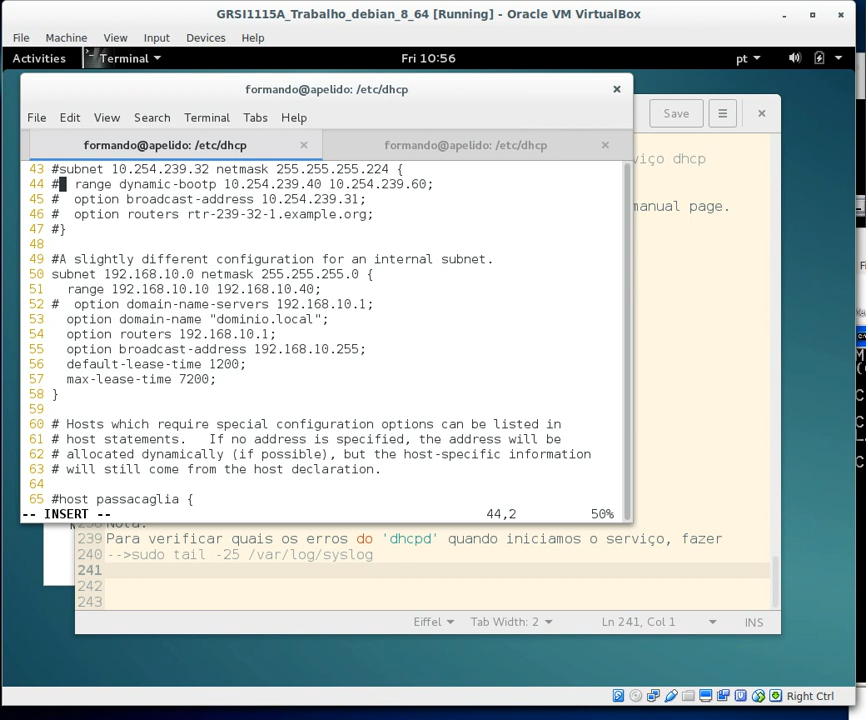 GRSI1115A_Trabalho_debian_8_64 [Running] - Oracle VM VirtualBox
File Machine View Input Devices Help
Activities Terminal Fri 10:56 pt
formando@apelido: /etc/dhcp
Save
File Edit View Search Terminal Tabs Help
formando@apelido: /etc/dhcp formando@apelido: /etc/dhcp
viço dhcp
manual page.
43 #subnet 10.254.239.32 netmask 255.255.255.224 {
44 # range dynamic-bootp 10.254.239.40 10.254.239.60;
45 # option broadcast-address 10.254.239.31;
46 # option routers rtr-239-32-1.example.org;
47 #}
48
49 #A slightly different configuration for an internal subnet.
50 subnet 192.168.10.0 netmask 255.255.255.0 {
51 range 192.168.10.10 192.168.10.40;
52 # option domain-name-servers 192.168.10.1;
53 option domain-name "dominio.local";
54 option routers 192.168.10.1;
55 option broadcast-address 192.168.10.255;
56 default-lease-time 1200;
57 max-lease-time 7200;
58 }
59
60 # Hosts which require special configuration options can be listed in
61 # host statements. If no address is specified, the address will be
62 # allocated dynamically (if possible), but the host-specific information
63 # will still come from the host declaration.
64
65 #host passacaglia {
-- INSERT -- 44,2 50%
238 Nota:
239 Para verificar quais os erros do 'dhcpd' quando iniciamos o serviço, fazer
240 -->sudo tail -25 /var/log/syslog
241
242
243
Eiffel Tab Width: 2 Ln 241, Col 1 INS
Right Ctrl